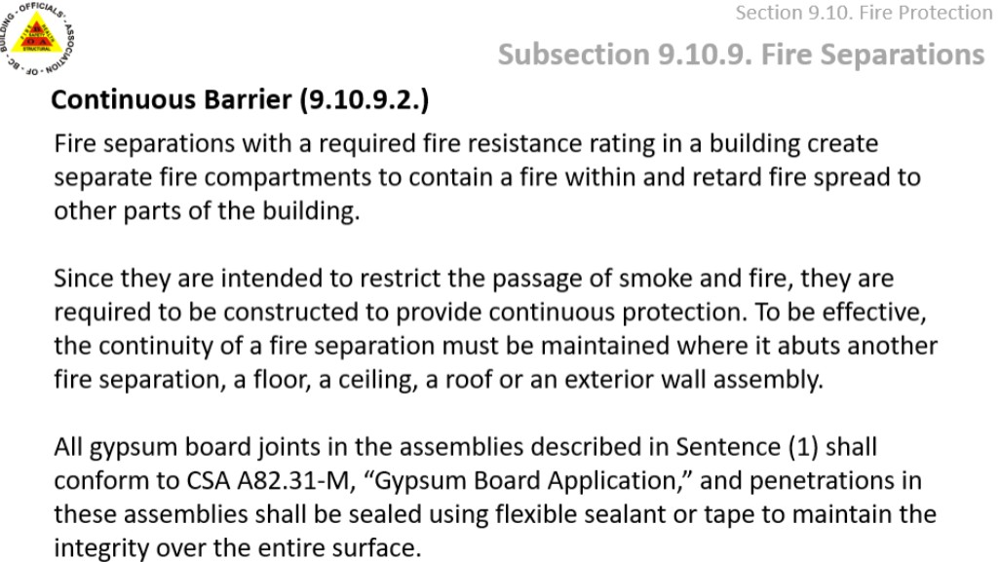 Section 9.10. Fire Protection
Subsection 9.10.9. Fire Separations
BUILDING · OFFICIALS' · ASSOCIATION · OF · BC ·
Continuous Barrier (9.10.9.2.)
Fire separations with a required fire resistance rating in a building create
separate fire compartments to contain a fire within and retard fire spread to
other parts of the building.
Since they are intended to restrict the passage of smoke and fire, they are
required to be constructed to provide continuous protection. To be effective,
the continuity of a fire separation must be maintained where it abuts another
fire separation, a floor, a ceiling, a roof or an exterior wall assembly.
All gypsum board joints in the assemblies described in Sentence (1) shall
conform to CSA A82.31-M, “Gypsum Board Application,” and penetrations in
these assemblies shall be sealed using flexible sealant or tape to maintain the
integrity over the entire surface.